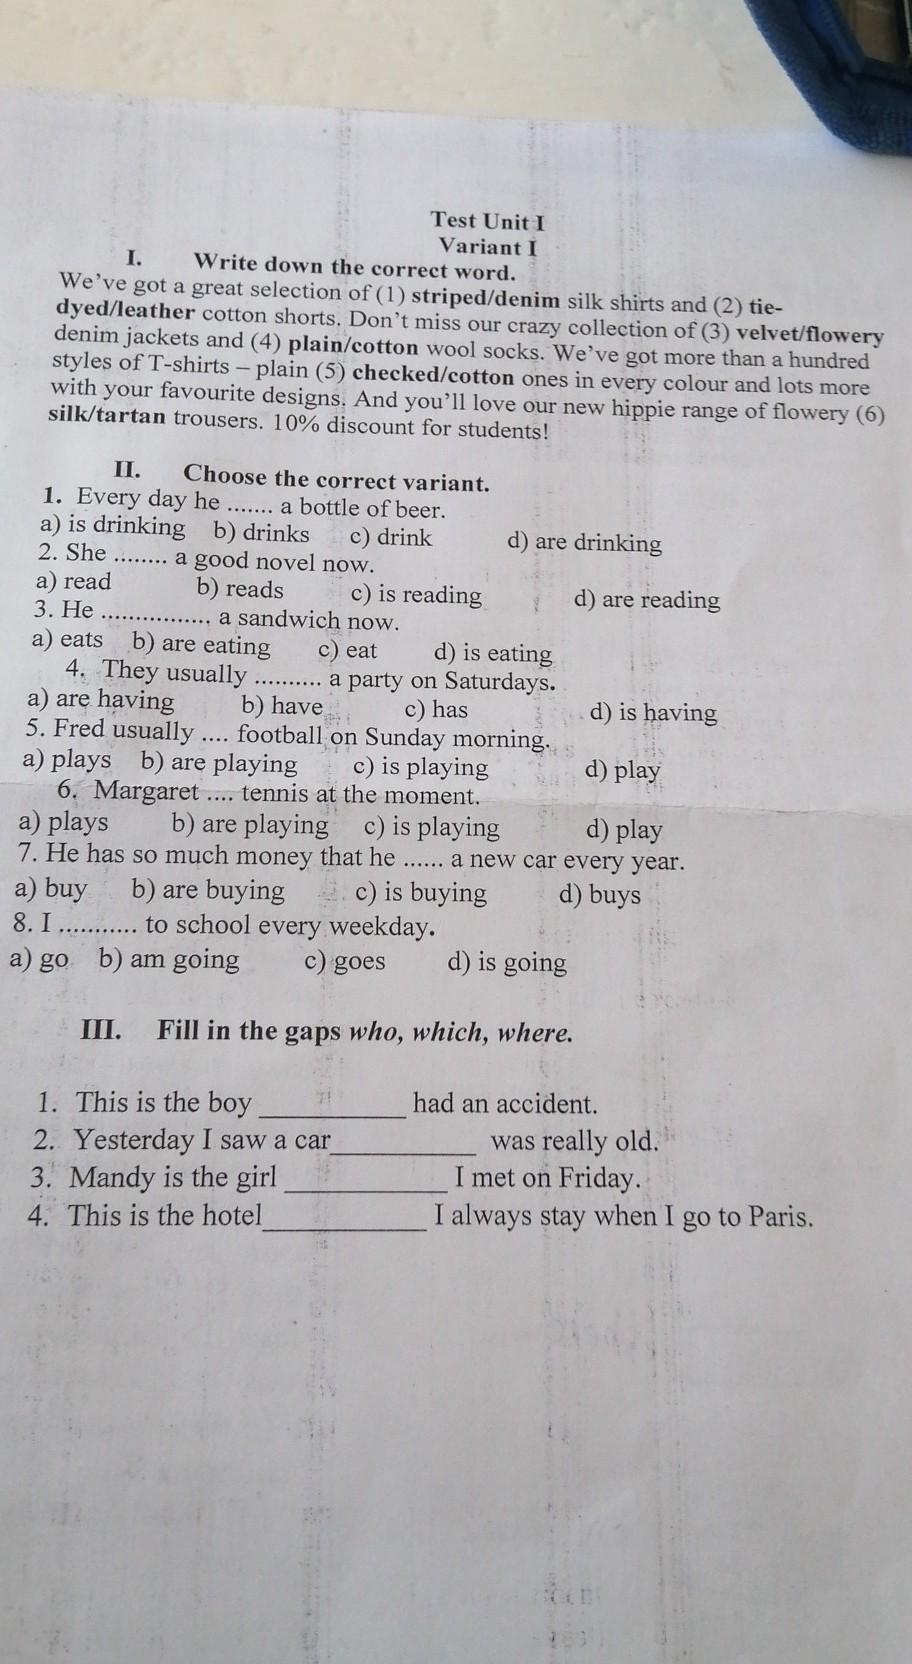 Test Unit I
Variant I
I. Write down the correct word.
We've got a great selection of (1) striped/denim silk shirts and (2) tie-
dyed/leather cotton shorts. Don't miss our crazy collection of (3) velvet/flowery
denim jackets and (4) plain/cotton wool socks. We've got more than a hundred
styles of T-shirts – plain (5) checked/cotton ones in every colour and lots more
with your favourite designs. And you'll love our new hippie range of flowery (6)
silk/tartan trousers. 10% discount for students!
II. Choose the correct variant.
1. Every day he ....... a bottle of beer.
a) is drinking b) drinks c) drink d) are drinking
2. She ........ a good novel now.
a) read b) reads c) is reading d) are reading
3. He ................ a sandwich now.
a) eats b) are eating c) eat d) is eating
4. They usually .......... a party on Saturdays.
a) are having b) have c) has d) is having
5. Fred usually .... football on Sunday morning.
a) plays b) are playing c) is playing d) play
6. Margaret .... tennis at the moment.
a) plays b) are playing c) is playing d) play
7. He has so much money that he ...... a new car every year.
a) buy b) are buying c) is buying d) buys
8. I ........... to school every weekday.
a) go b) am going c) goes d) is going
III. Fill in the gaps who, which, where.
1. This is the boy __________ had an accident.
2. Yesterday I saw a car__________ was really old.
3. Mandy is the girl ___________ I met on Friday.
4. This is the hotel___________ I always stay when I go to Paris.